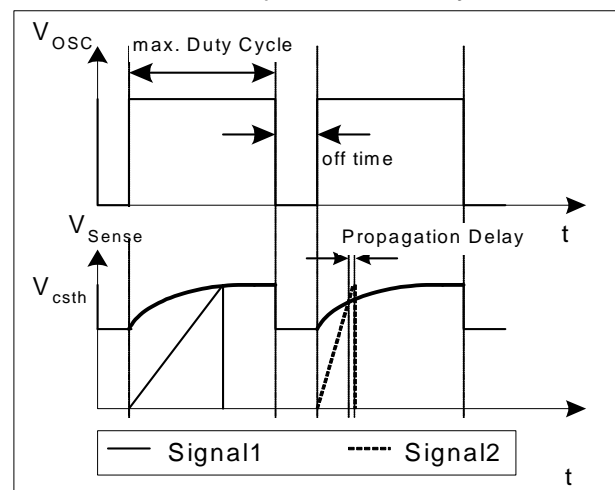 V_OSC
max. Duty Cycle
off time
t
V_Sense
Propagation Delay
V_csth
Signal1
Signal2
t